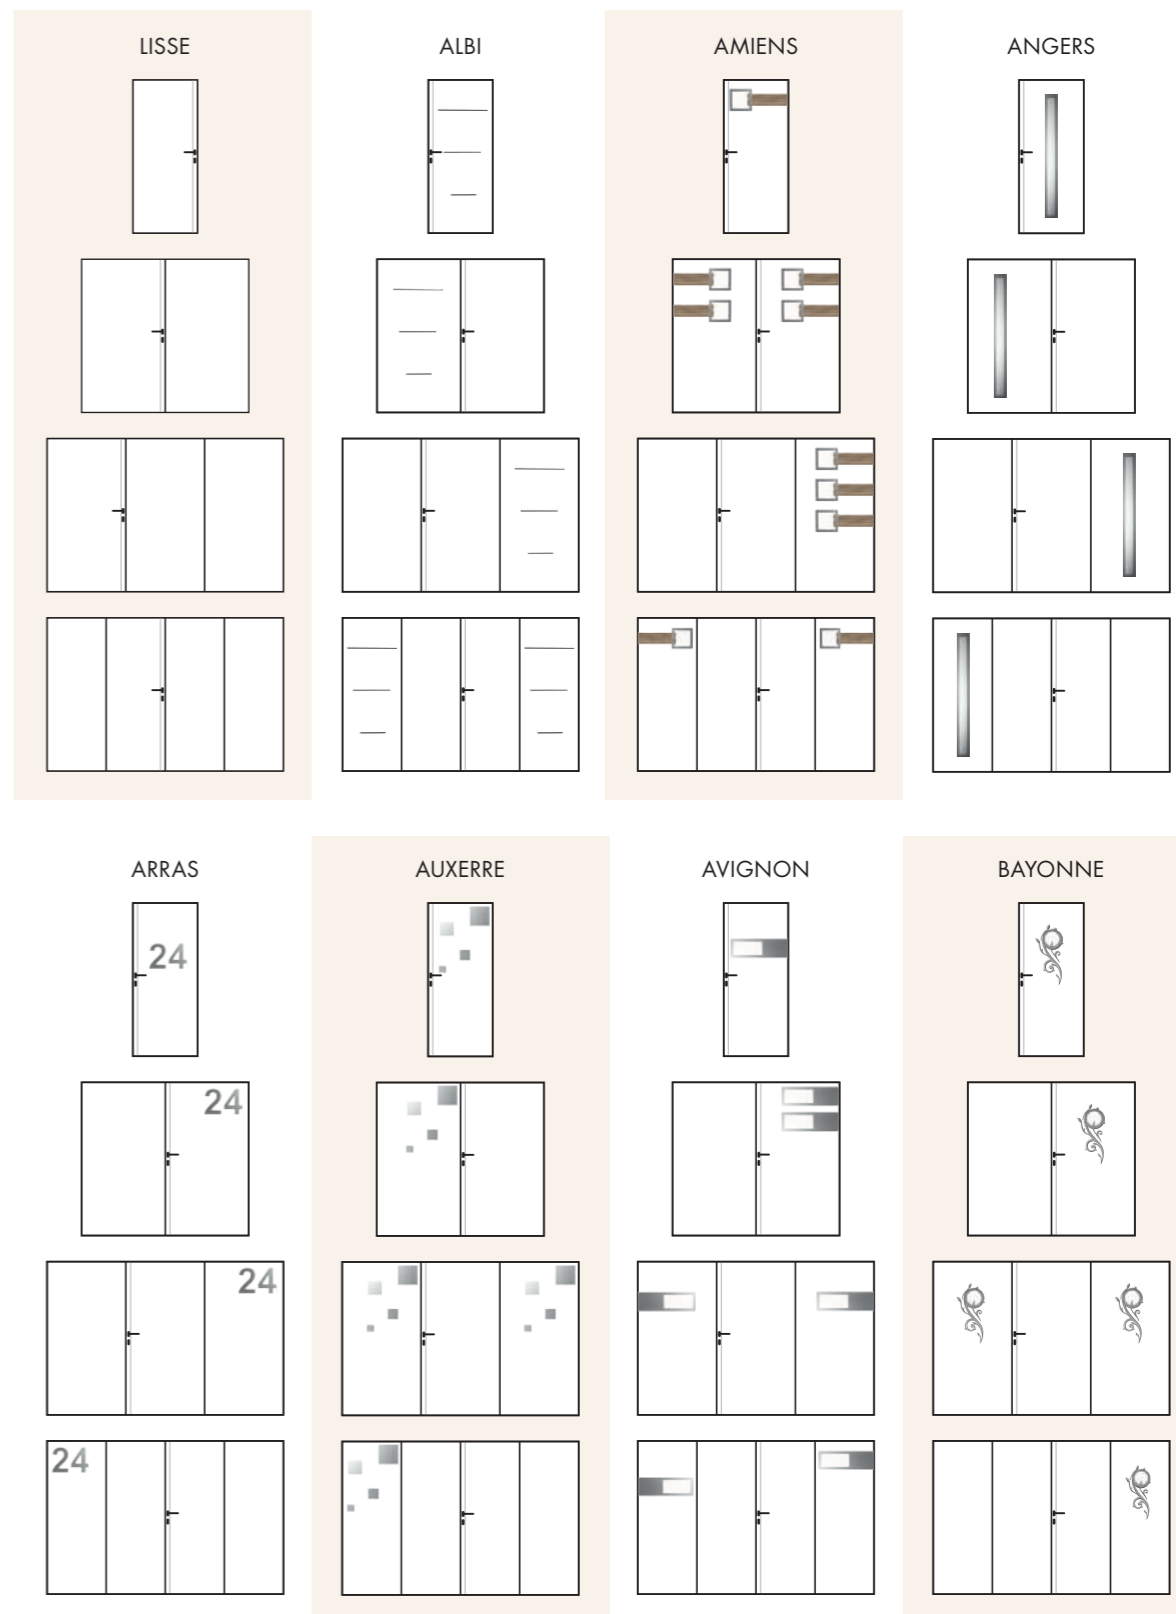 LISSE
ALBI
AMIENS
ANGERS
ARRAS
AUXERRE
AVIGNON
BAYONNE
24
24
24
24